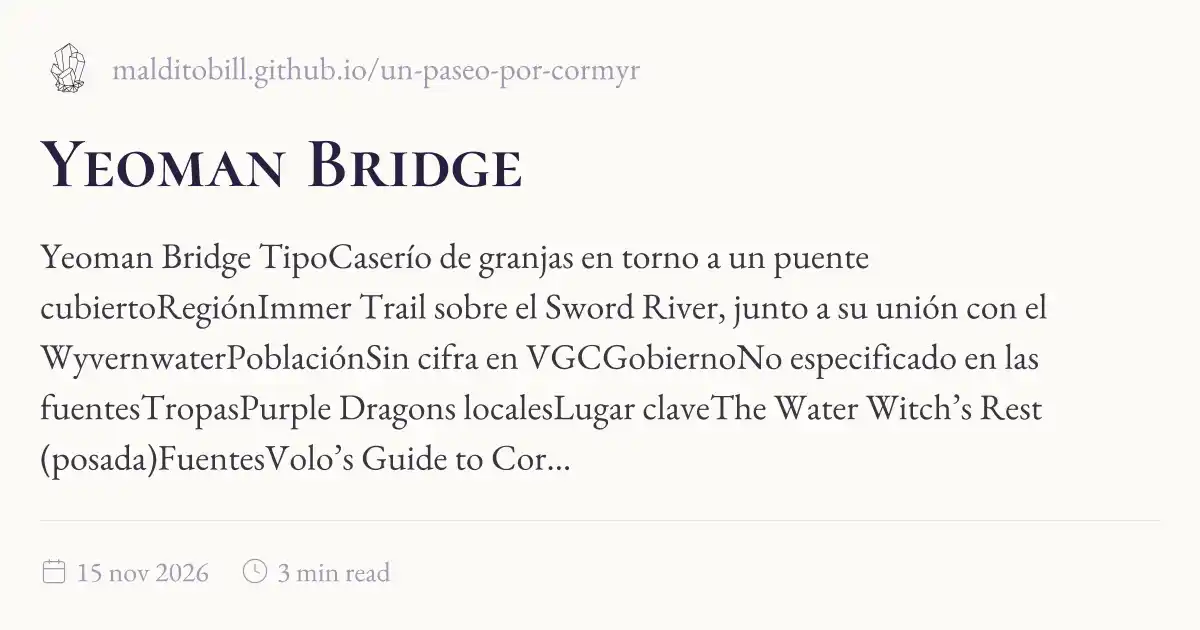 malditobill.github.io/un-paseo-por-cormyr
Yeoman Bridge
Yeoman Bridge TipoCaserío de granjas en torno a un puente
cubiertoRegiónImmer Trail sobre el Sword River, junto a su unión con el
WyvernwaterPoblaciónSin cifra en VGCGobiernoNo especificado en las
fuentesTropasPurple Dragons localesLugar claveThe Water Witch’s Rest
(posada)FuentesVolo’s Guide to Cor...
15 nov 2026
3 min read